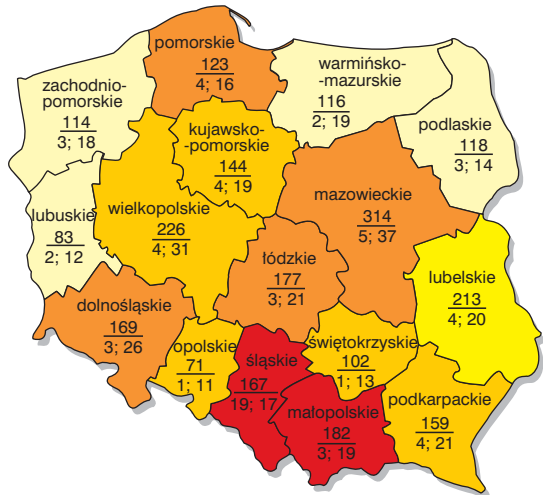 pomorskie
123
4; 16
warmińsko-
-mazurskie
116
2; 19
zachodnio-
pomorskie
114
3; 18
podlaskie
118
3; 14
kujawsko-
-pomorskie
144
4; 19
mazowieckie
314
5; 37
lubuskie
83
2; 12
wielkopolskie
226
4; 31
łódzkie
177
3; 21
lubelskie
213
4; 20
dolnośląskie
169
3; 26
opolskie
71
1; 11
śląskie
167
19; 17
świętokrzyskie
102
1; 13
małopolskie
182
3; 19
podkarpackie
159
4; 21